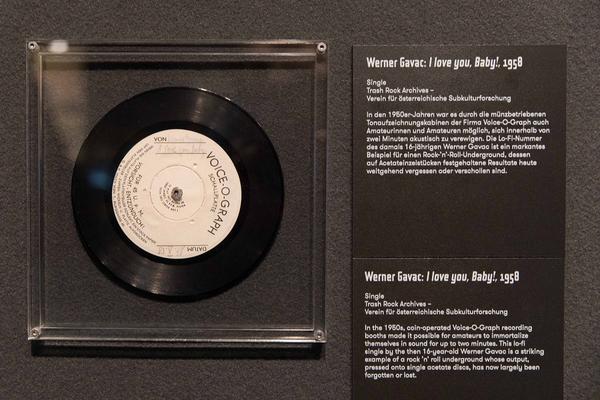 VON
VOICE-O-GRAPH
SCHALLPLATTE
DATUM
FÜR 45 U. P. M.
Werner Gavac: I love you, Baby!, 1958
Single
Trash Rock Archives –
Verein für österreichische Subkulturforschung
In den 1950er-Jahren war es durch die münzbetriebenen
Tonaufzeichnungskabinen der Firma Voice-O-Graph auch
Amateurinnen und Amateuren möglich, sich innerhalb von
zwei Minuten akustisch zu verewigen. Die Lo-Fi-Nummer
des damals 16-jährigen Werner Gavac ist ein markantes
Beispiel für einen Rock-'n'-Roll-Underground, dessen
auf Acetateinzelstücken festgehaltene Resultate heute
weitgehend vergessen oder verschollen sind.
Werner Gavac: I love you, Baby!, 1958
Single
Trash Rock Archives –
Verein für österreichische Subkulturforschung
In the 1950s, coin-operated Voice-O-Graph recording
booths made it possible for amateurs to immortalize
themselves in sound for up to two minutes. This lo-fi
single by the then 16-year-old Werner Gavac is a striking
example of a rock 'n' roll underground whose output,
pressed onto single acetate discs, has now largely been
forgotten or lost.